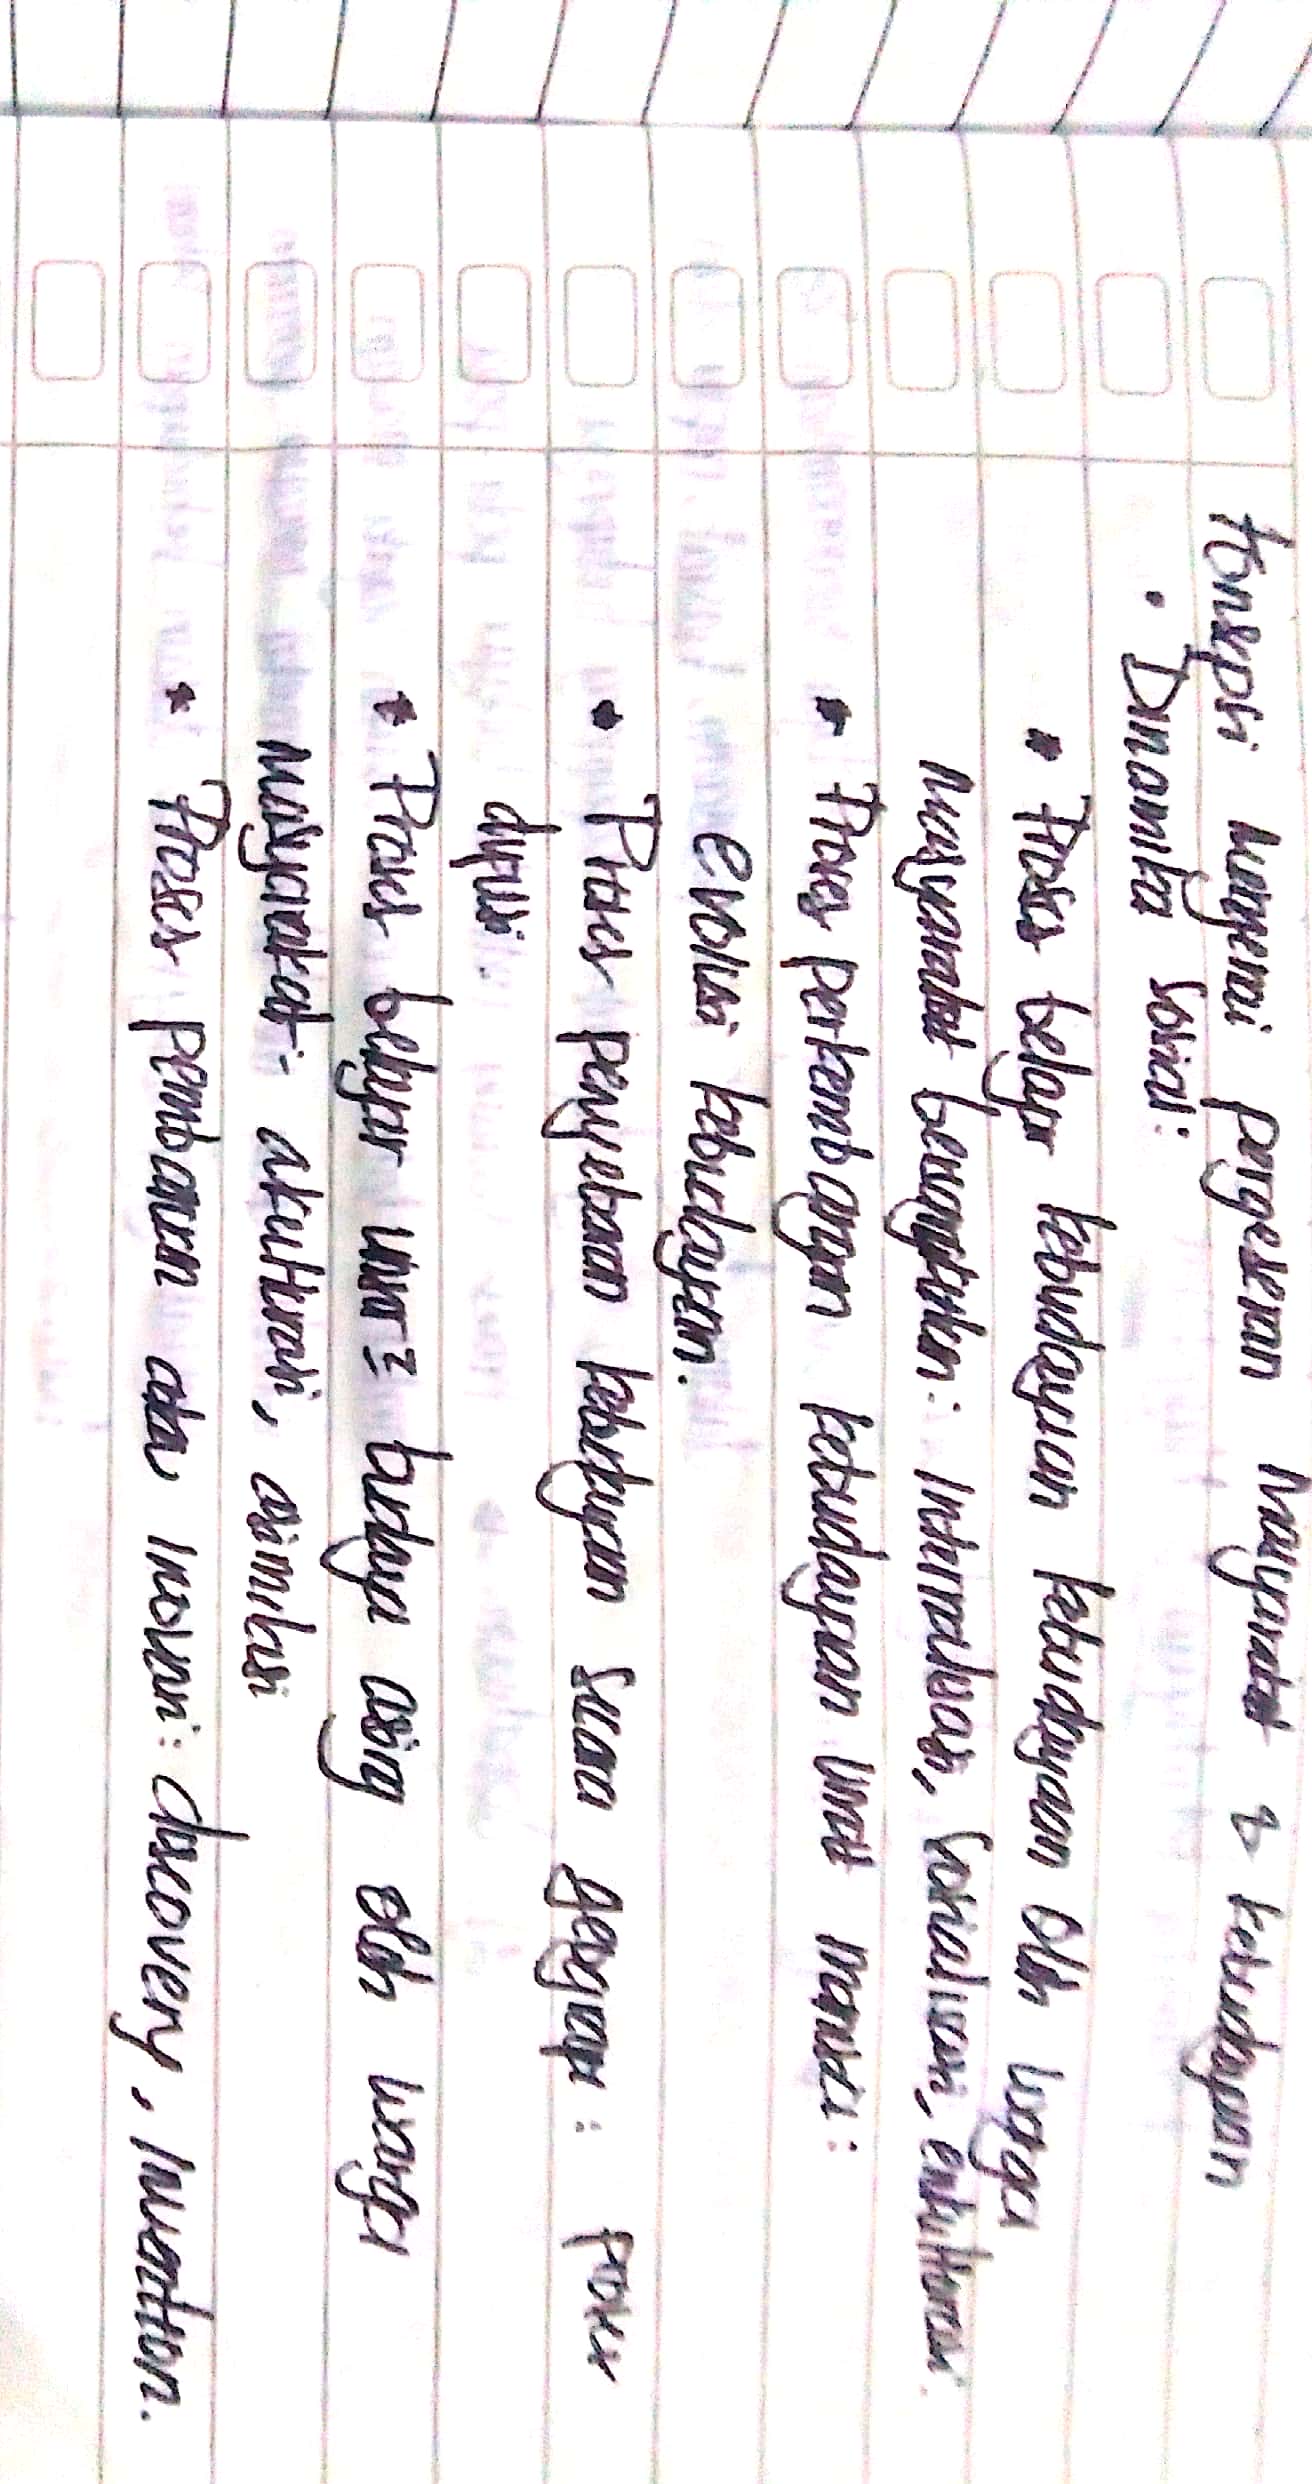 Konsepsi mengenai pergeseran Masyarakat & kebudayaan
• Dinamika Sosial:
* Proses belajar kebudayaan kebudayaan oleh warga
masyarakat bersangkutan: Internalisasi, Sosialisasi, enkulturasi.
* Proses perkembangan kebudayaan umat manusia:
evolusi kebudayaan.
* Proses penyebaran kebudayaan secara geografi: proses
difusi.
* Proses belajar unsur² budaya asing oleh warga
masyarakat: akulturasi, asimilasi
* Proses pembaruan atau Inovasi: discovery, Invention.